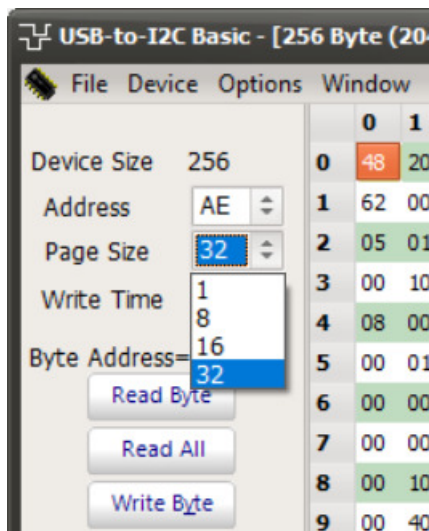 USB-to-I2C Basic - [256 Byte (204
File Device Options Window
0 1
Device Size 256
0 48 20
Address AE
1 62 00
Page Size 32
2 05 01
Write Time
1
3 00 10
8
4 08 00
Byte Address=
16
5 00 01
32
Read Byte
6 00 00
Read All
7 00 00
8 00 10
Write Byte
9 00 40